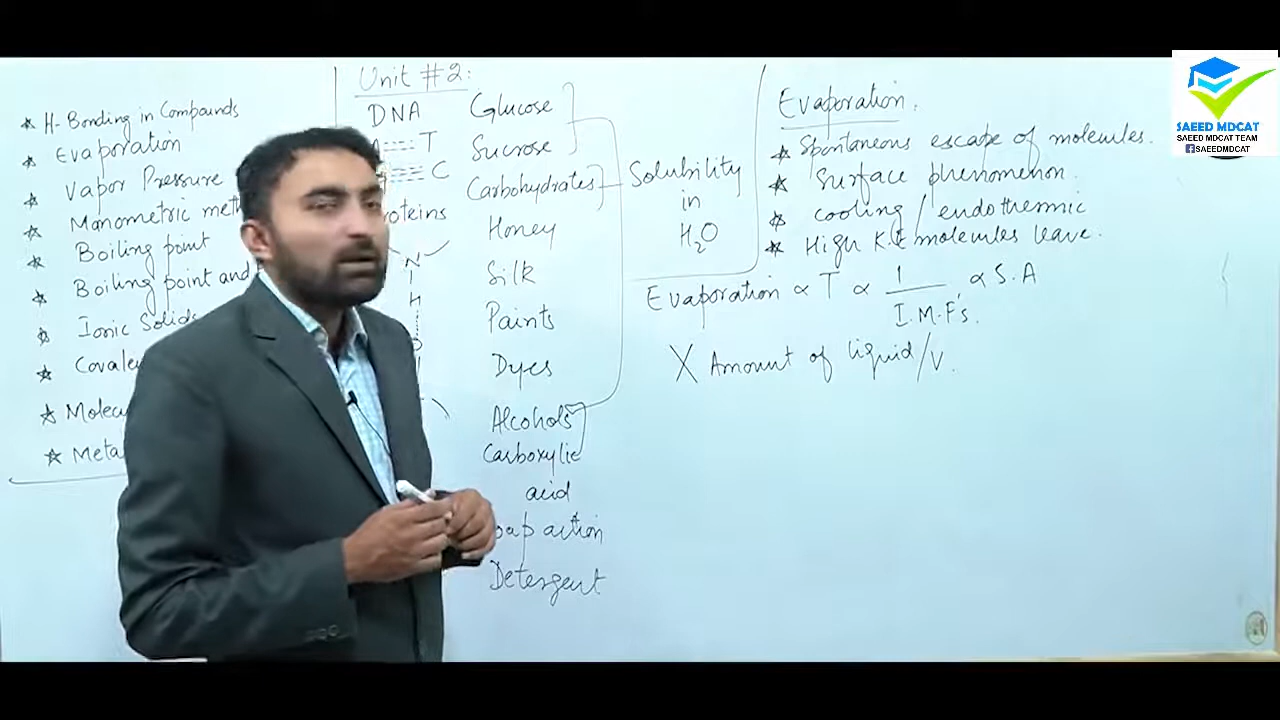 Unit #2:
* H-Bonding in Compounds
* Evaporation
* Vapor Pressure
* Manometric meth
* Boiling point
* Boiling point and
* Ionic Solids
* Covale
* Molecu
* Meta
DNA
T
C
oteins
N
H
Glucose
Sucrose
Carbohydrates
Honey
Silk
Paints
Dyes
Alcohols
Carboxylic
acid
oap action
Detergent
Solubility
in
H₂O
Evaporation.
* Spontaneous escape of molecules.
* Surface phenomenon.
* cooling / endothermic
* High K.E molecules leave.
Evaporation ∝ T ∝ 1/I.M.F's. ∝ S.A
X Amount of liquid/V.
SAEED MDCAT
SAEED MDCAT TEAM
f SAEEDMDCAT